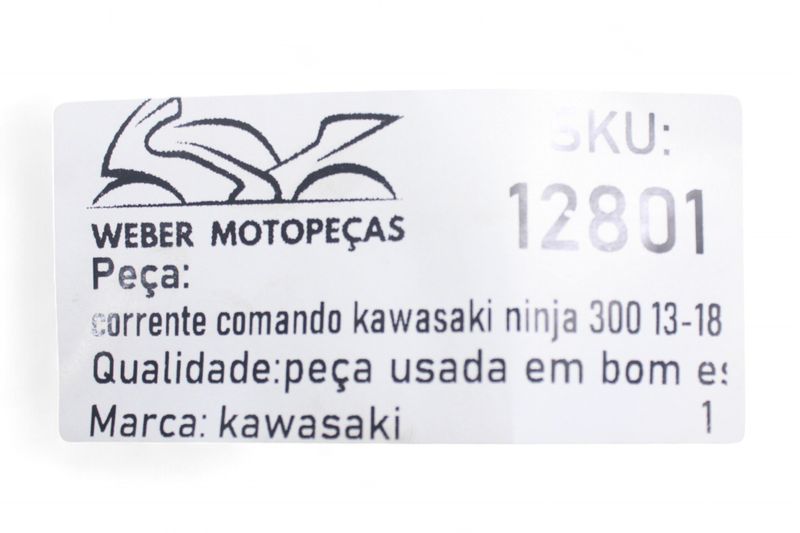 SKU:
12801
WEBER MOTOPEÇAS
Peça:
corrente comando kawasaki ninja 300 13-18
Qualidade:peça usada em bom es
Marca: kawasaki
1